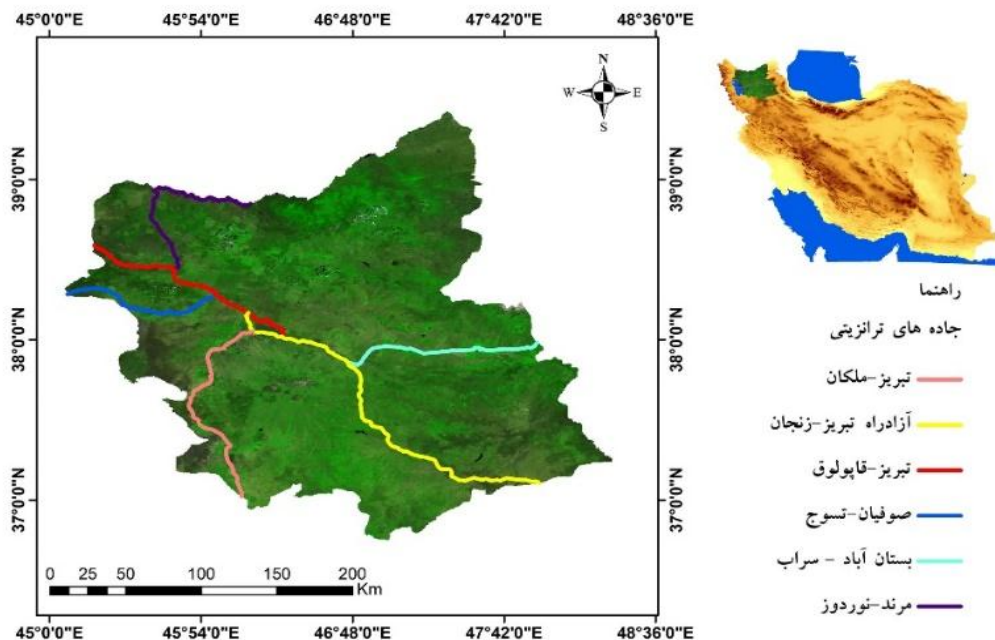 45°0'0"E 45°54'0"E 46°48'0"E 47°42'0"E 48°36'0"E
N
W E
S
39°0'0"N 39°0'0"N
38°0'0"N 38°0'0"N
37°0'0"N 37°0'0"N
0 25 50 100 150 200
Km
45°0'0"E 45°54'0"E 46°48'0"E 47°42'0"E 48°36'0"E
راهنما
جاده های ترانزیتی
تبریز-ملکان
آزادراه تبریز-زنجان
تبریز-قاپولوق
صوفیان-تسوج
بستان آباد - سراب
مرند-نوردوز